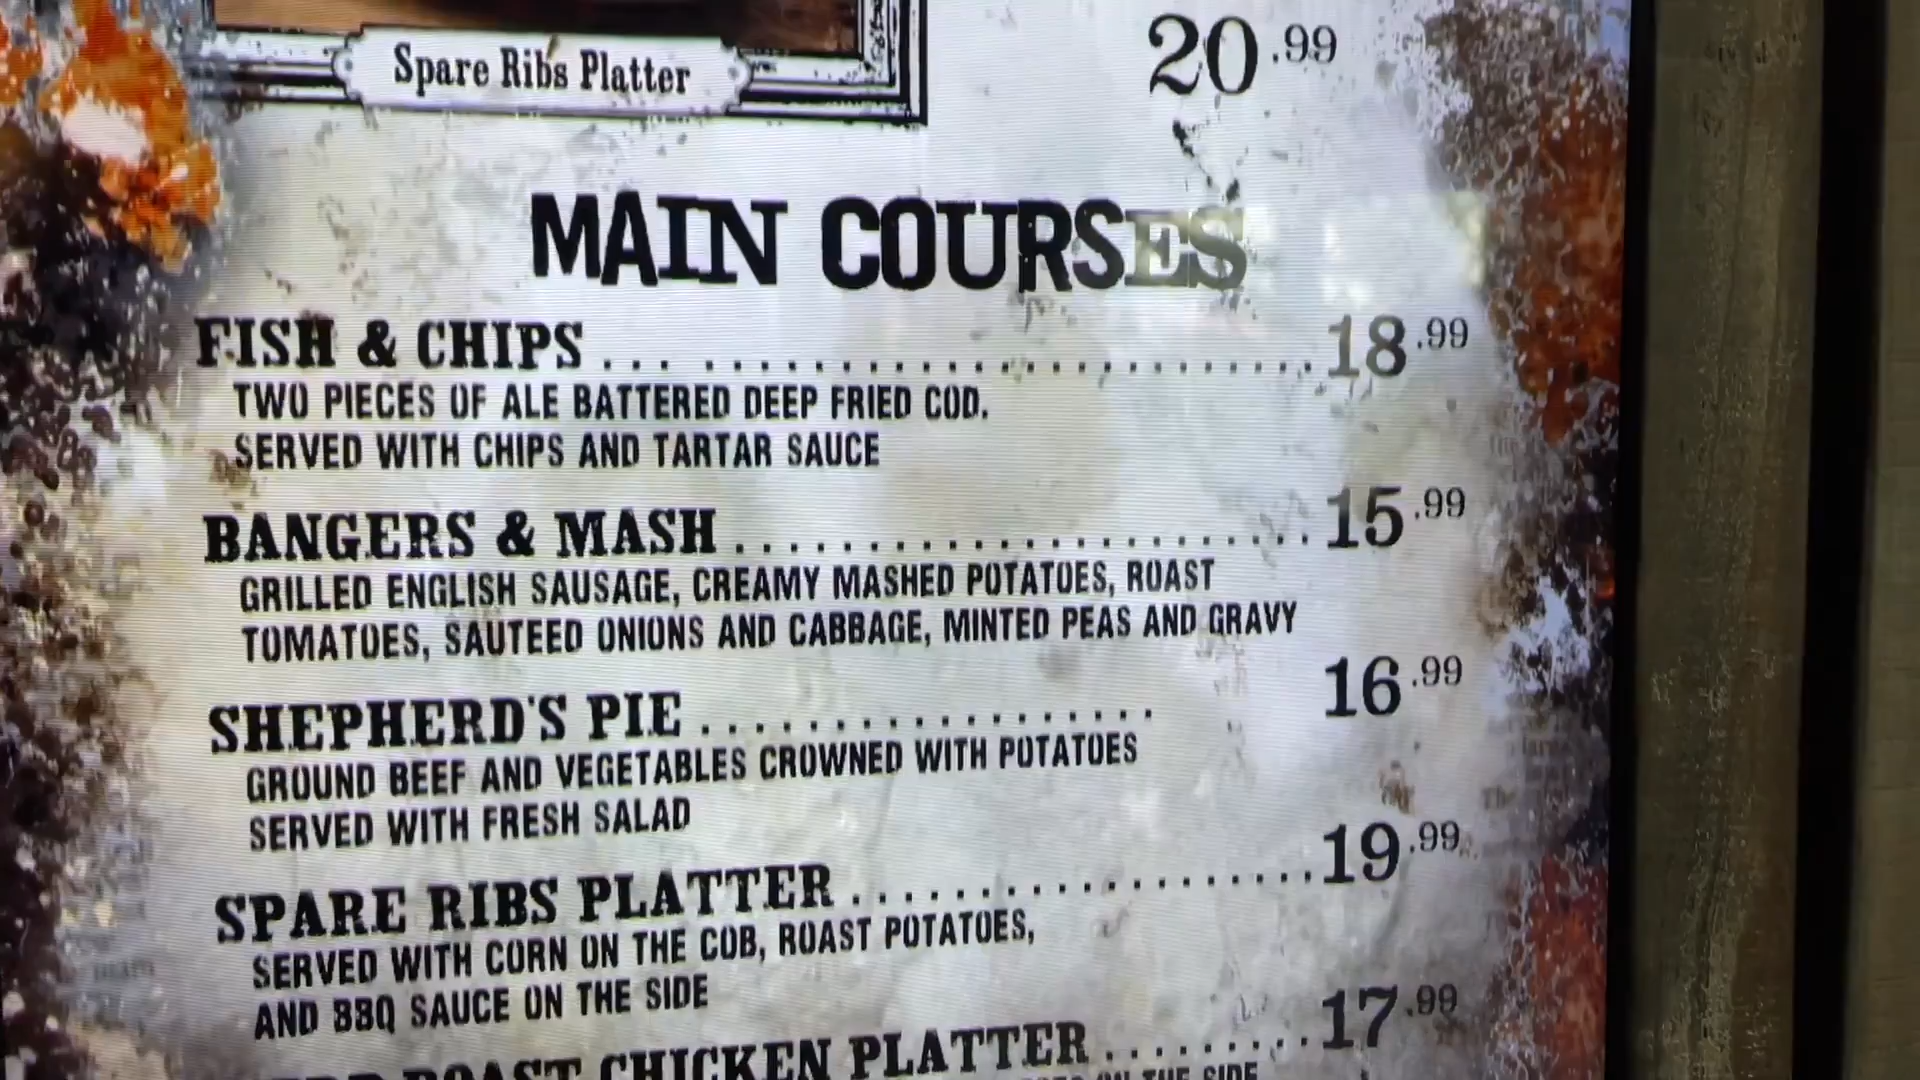 Spare Ribs Platter
20.99
MAIN COURSES
FISH & CHIPS ... ........................ 18.99
TWO PIECES OF ALE BATTERED DEEP FRIED COD.
SERVED WITH CHIPS AND TARTAR SAUCE
BANGERS & MASH ...................... 15.99
GRILLED ENGLISH SAUSAGE, CREAMY MASHED POTATOES, ROAST
TOMATOES, SAUTEED ONIONS AND CABBAGE, MINTED PEAS AND GRAVY
SHEPHERD'S PIE ................. 16.99
GROUND BEEF AND VEGETABLES CROWNED WITH POTATOES
SERVED WITH FRESH SALAD
SPARE RIBS PLATTER .................. 19.99
SERVED WITH CORN ON THE COB, ROAST POTATOES,
AND BBQ SAUCE ON THE SIDE
ROAST CHICKEN PLATTER ........ 17.99
ON THE SIDE